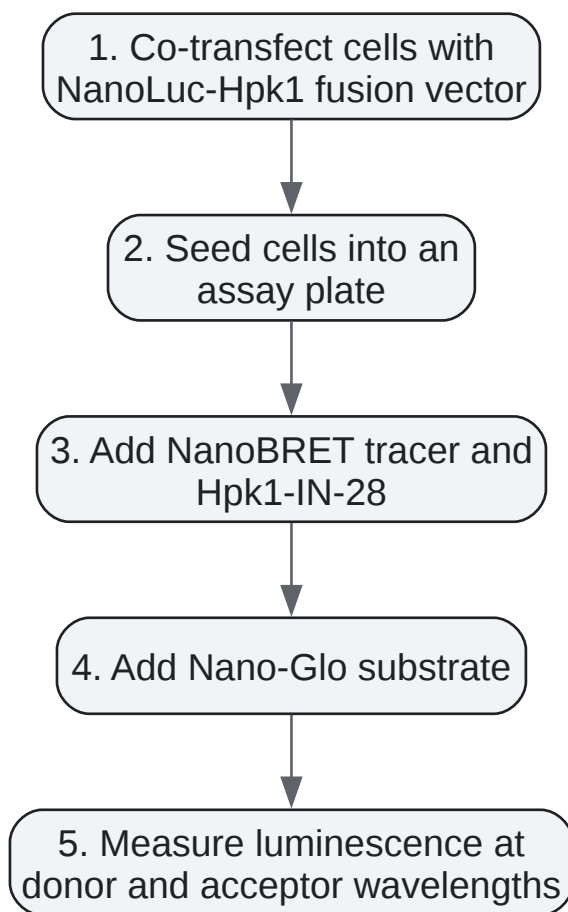 1. Co-transfect cells with
NanoLuc-Hpk1 fusion vector
2. Seed cells into an
assay plate
3. Add NanoBRET tracer and
Hpk1-IN-28
4. Add Nano-Glo substrate
5. Measure luminescence at
donor and acceptor wavelengths